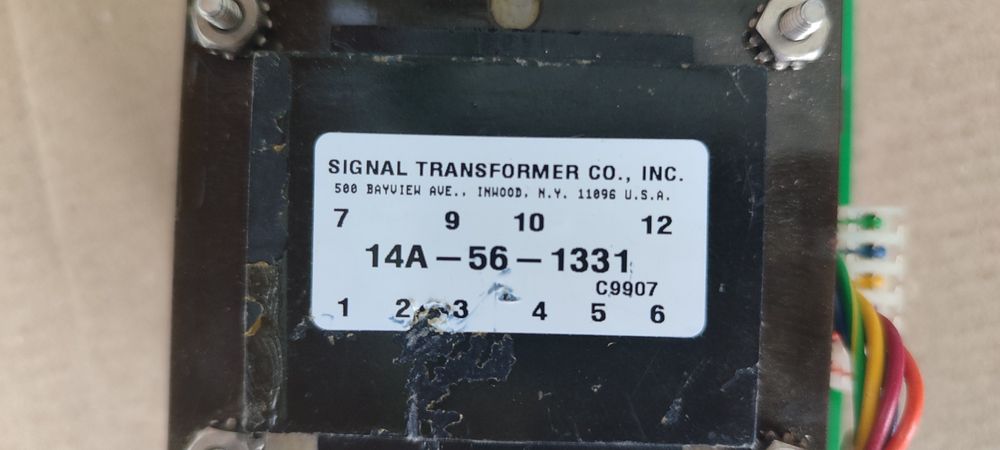 SIGNAL TRANSFORMER CO., INC.
500 BAYVIEW AVE., INWOOD, N.Y. 11096 U.S.A.
7 9 10 12
14A-56-1331
C9907
1 2 3 4 5 6